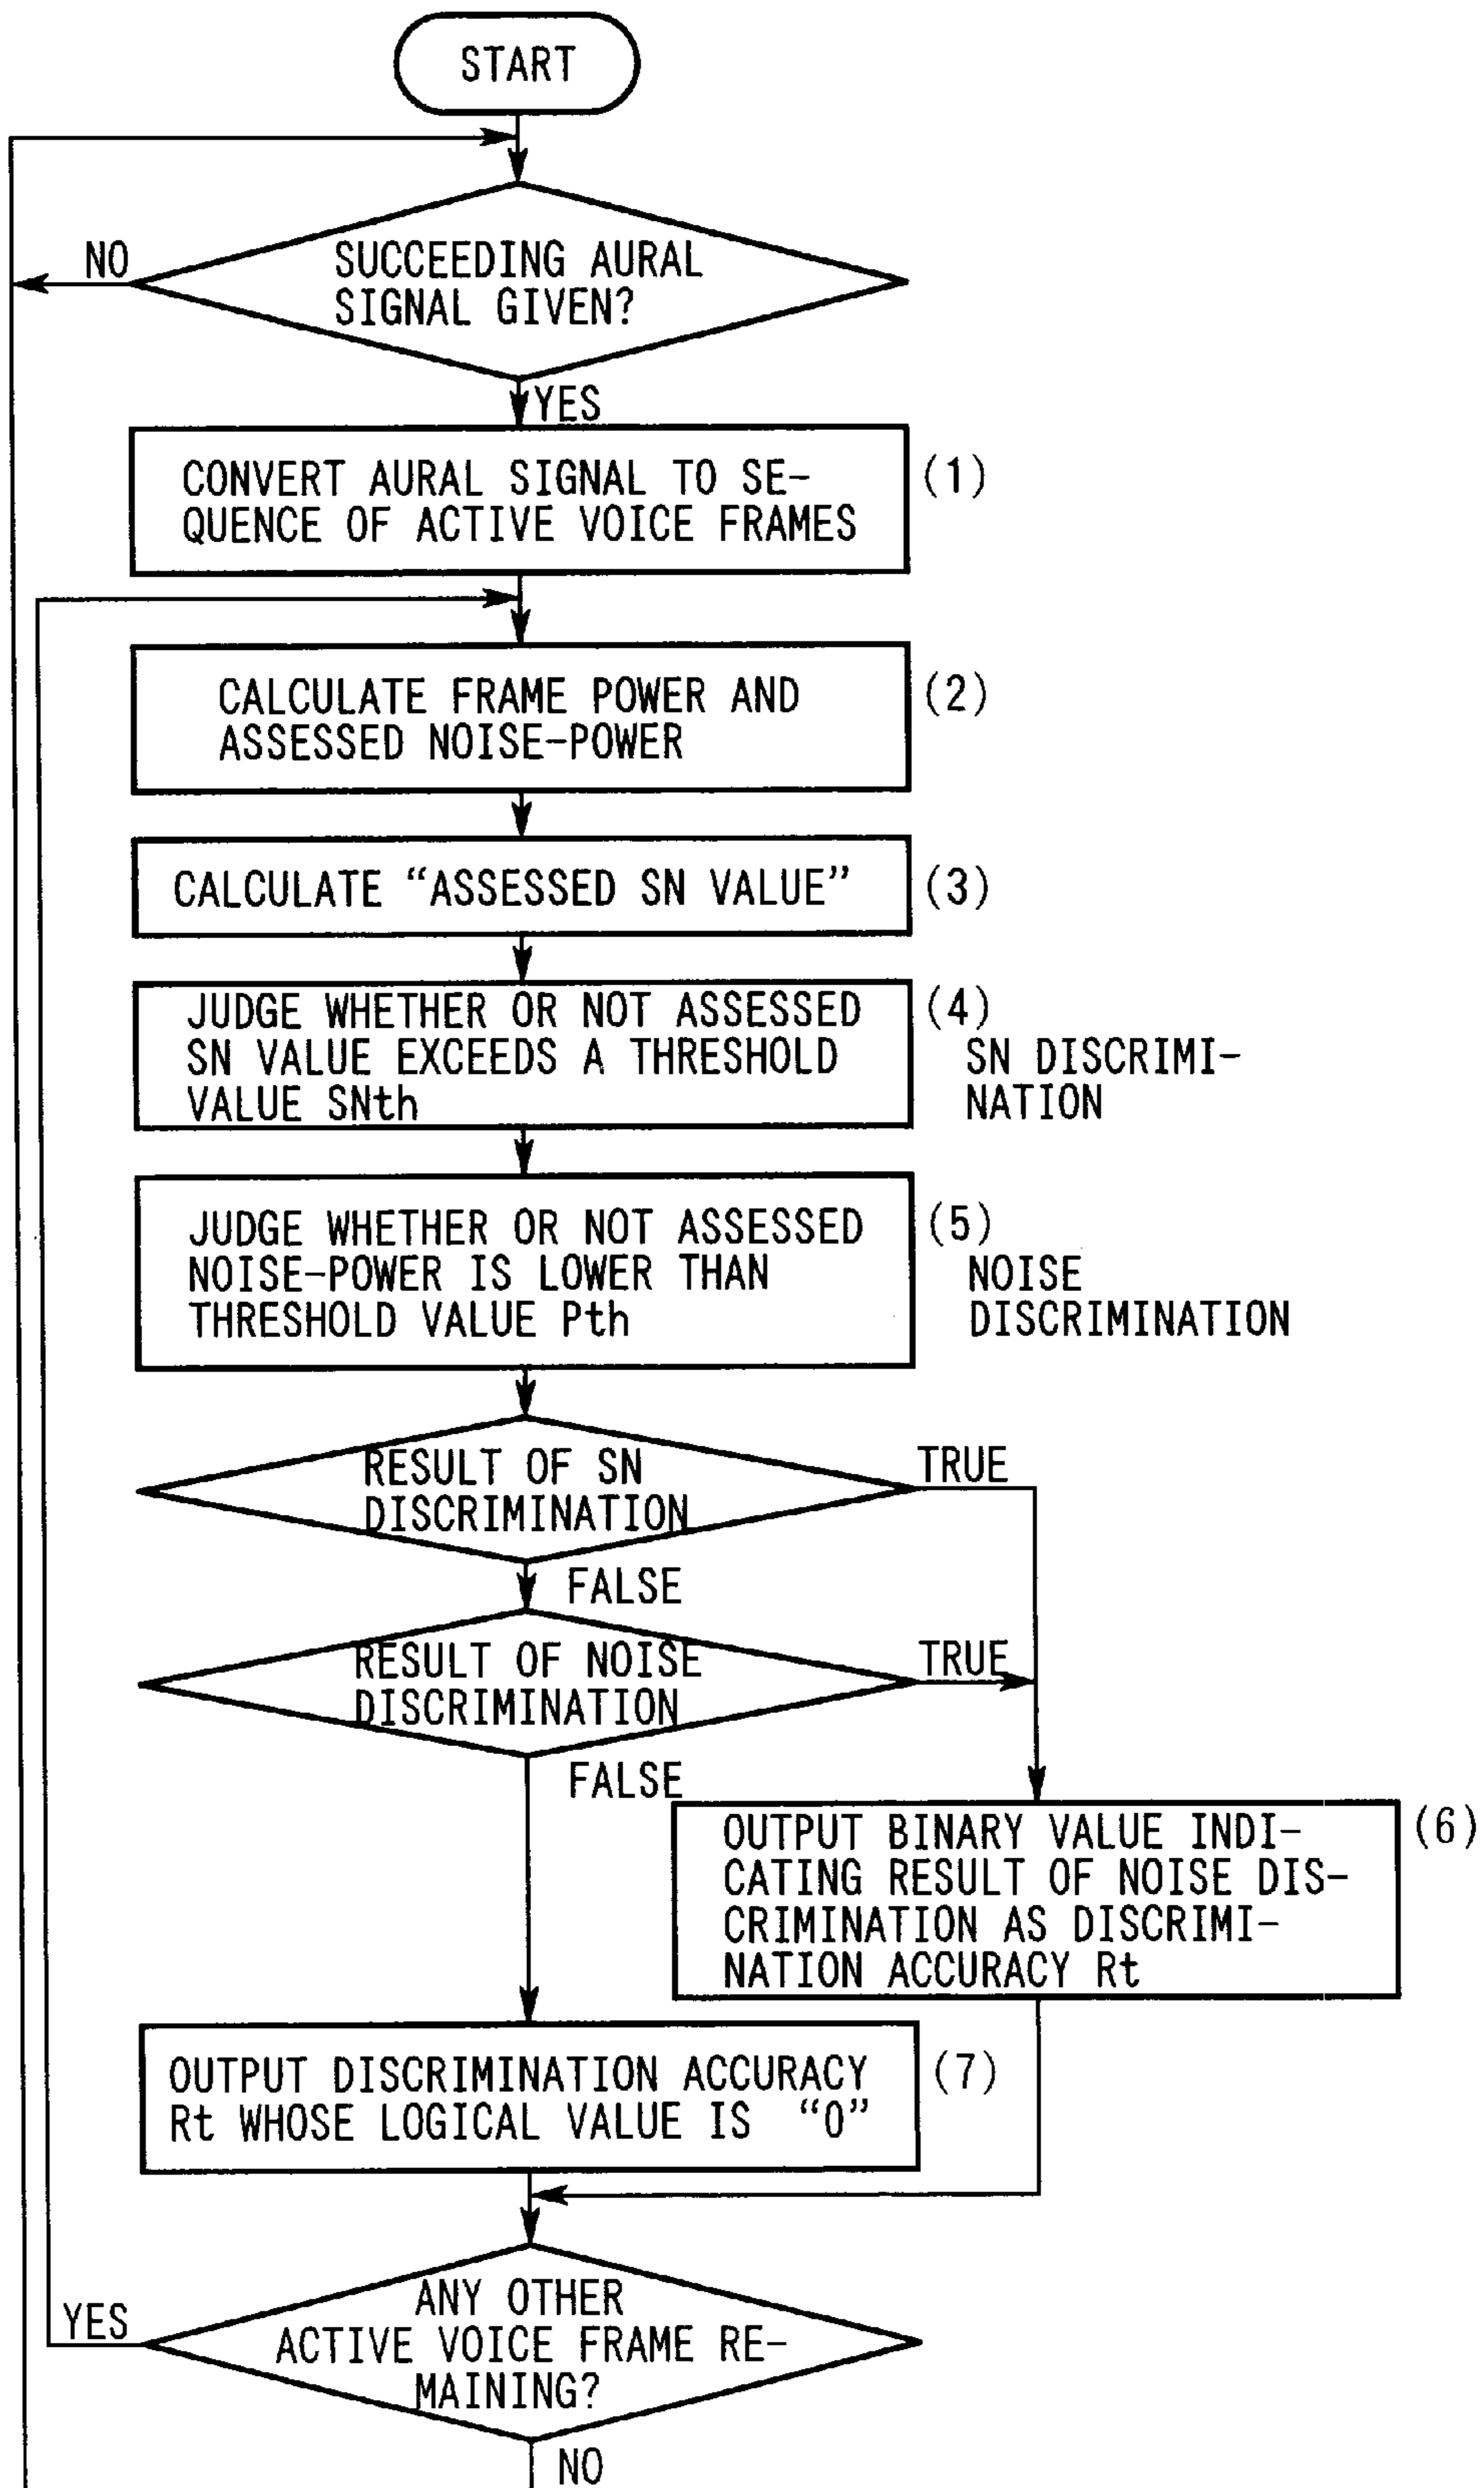 START
NO
SUCCEEDING AURAL
SIGNAL GIVEN?
YES
CONVERT AURAL SIGNAL TO SE-
QUENCE OF ACTIVE VOICE FRAMES
(1)
CALCULATE FRAME POWER AND
ASSESSED NOISE-POWER
(2)
CALCULATE “ASSESSED SN VALUE”
(3)
JUDGE WHETHER OR NOT ASSESSED
SN VALUE EXCEEDS A THRESHOLD
VALUE SNth
(4)
SN DISCRIMI-
NATION
JUDGE WHETHER OR NOT ASSESSED
NOISE-POWER IS LOWER THAN
THRESHOLD VALUE Pth
(5)
NOISE
DISCRIMINATION
RESULT OF SN
DISCRIMINATION
TRUE
FALSE
RESULT OF NOISE
DISCRIMINATION
TRUE
FALSE
OUTPUT BINARY VALUE INDI-
CATING RESULT OF NOISE DIS-
CRIMINATION AS DISCRIMI-
NATION ACCURACY Rt
(6)
OUTPUT DISCRIMINATION ACCURACY
Rt WHOSE LOGICAL VALUE IS “0”
(7)
YES
ANY OTHER
ACTIVE VOICE FRAME RE-
MAINING?
NO